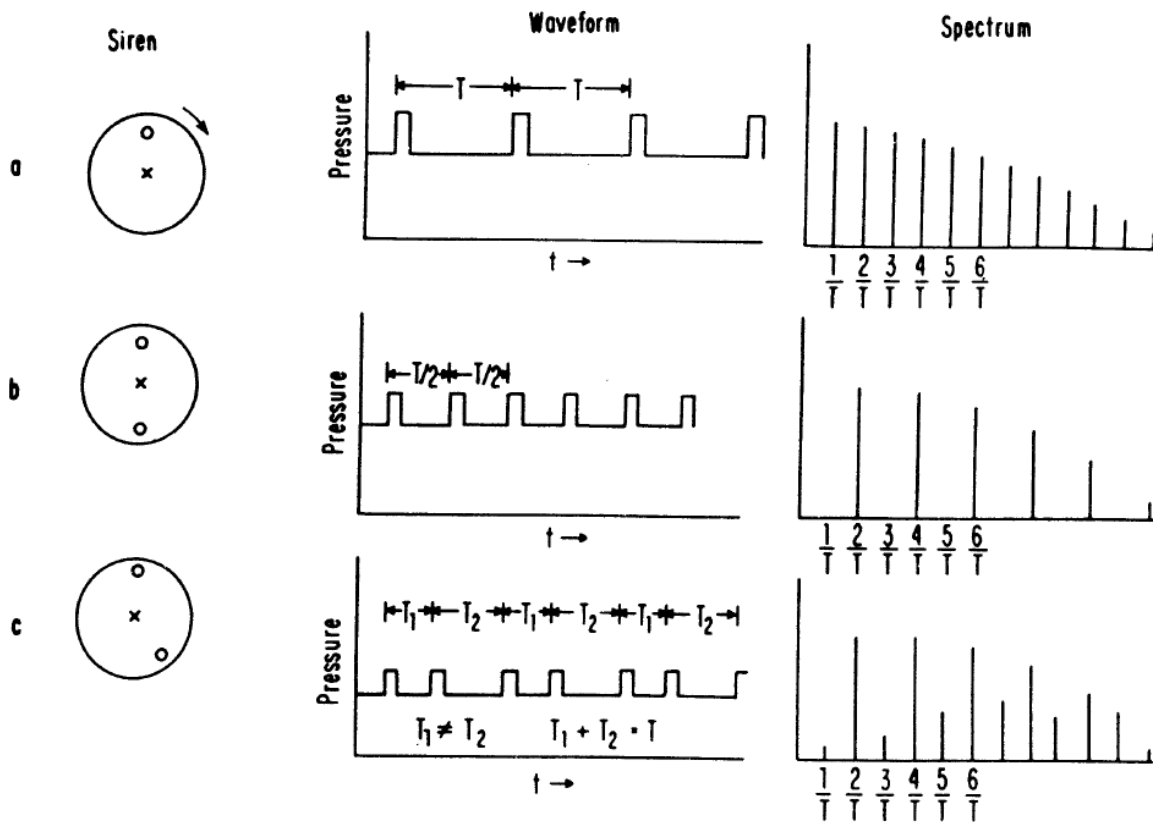 Siren Waveform Spectrum
a
Pressure
T T
t →
1/T 2/T 3/T 4/T 5/T 6/T
b
Pressure
T/2 T/2
t →
1/T 2/T 3/T 4/T 5/T 6/T
c
Pressure
T₁ T₂ T₁ T₂ T₁ T₂
T₁ ≠ T₂ T₁ + T₂ = T
t →
1/T 2/T 3/T 4/T 5/T 6/T